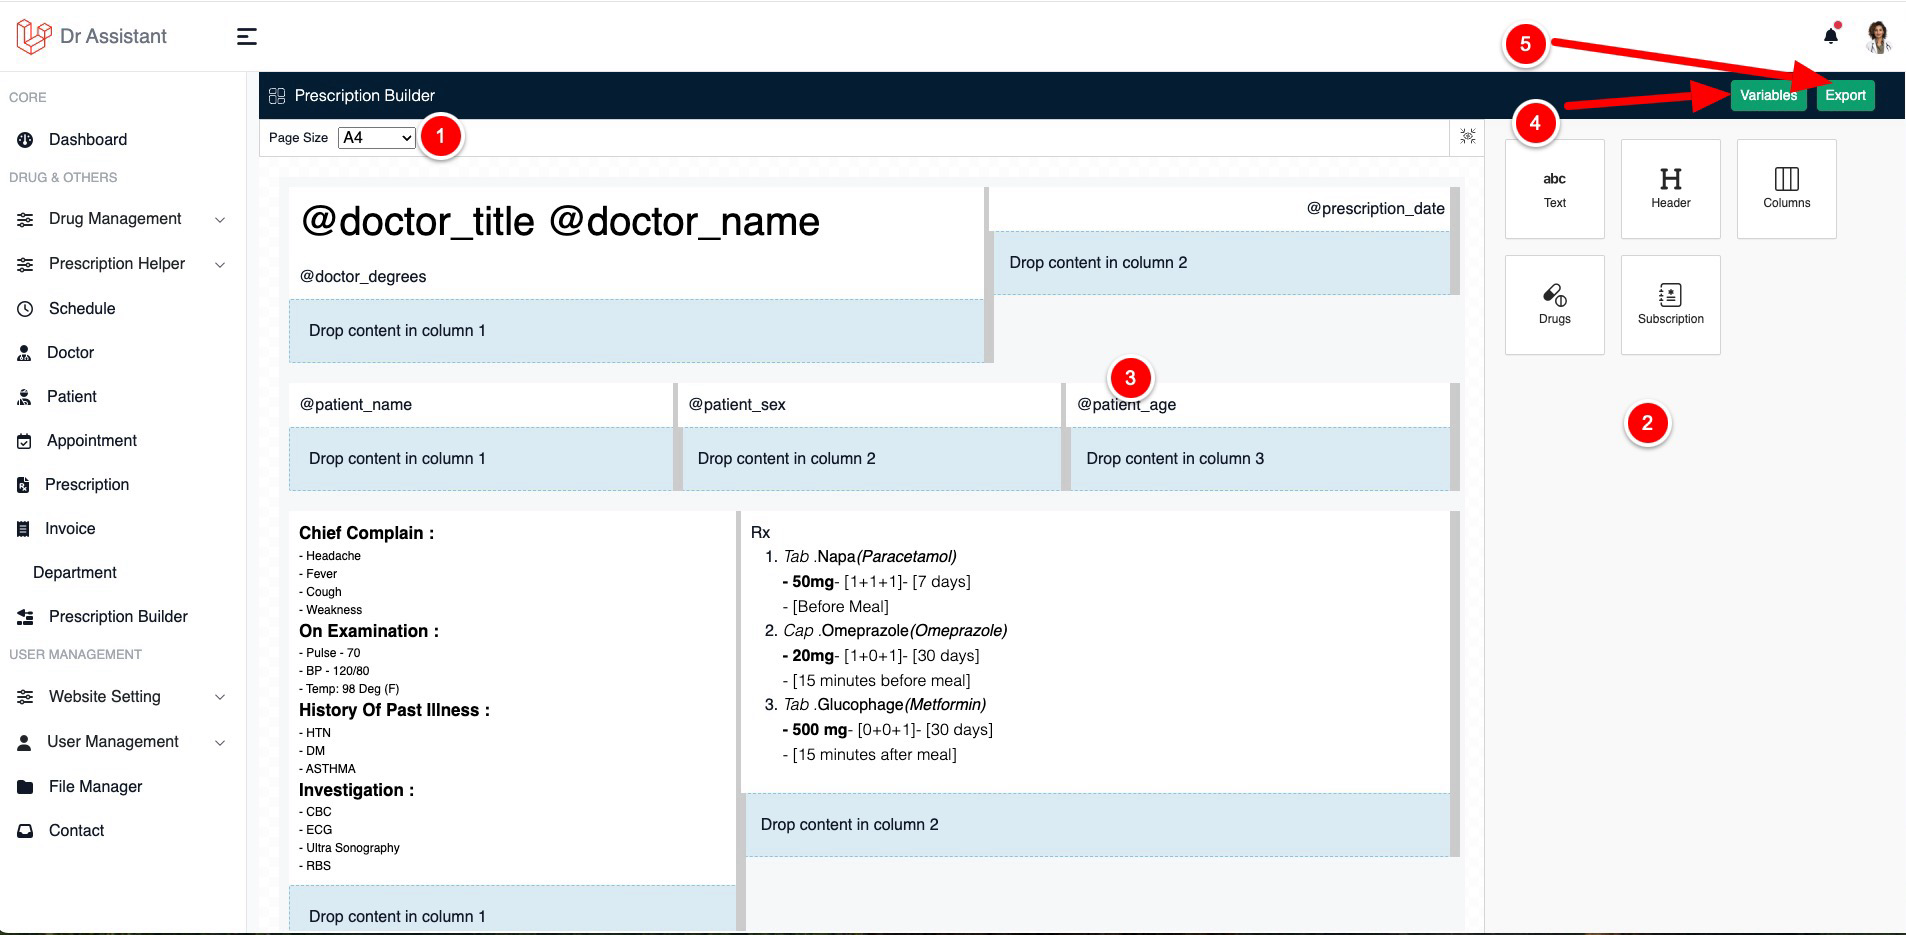 Dr Assistant
5
CORE
Dashboard
DRUG & OTHERS
Drug Management
Prescription Helper
Schedule
Doctor
Patient
Appointment
Prescription
Invoice
Department
Prescription Builder
USER MANAGEMENT
Website Setting
User Management
File Manager
Contact
Prescription Builder
Variables
Export
Page Size A4
1
4
@doctor_title @doctor_name
@doctor_degrees
Drop content in column 1
@prescription_date
Drop content in column 2
3
@patient_name
@patient_sex
@patient_age
Drop content in column 1
Drop content in column 2
Drop content in column 3
Chief Complain :
- Headache
- Fever
- Cough
- Weakness
On Examination :
- Pulse - 70
- BP - 120/80
- Temp: 98 Deg (F)
History Of Past Illness :
- HTN
- DM
- ASTHMA
Investigation :
- CBC
- ECG
- Ultra Sonography
- RBS
Drop content in column 1
Rx
1. Tab .Napa(Paracetamol)
- 50mg- [1+1+1]- [7 days]
- [Before Meal]
2. Cap .Omeprazole(Omeprazole)
- 20mg- [1+0+1]- [30 days]
- [15 minutes before meal]
3. Tab .Glucophage(Metformin)
- 500 mg- [0+0+1]- [30 days]
- [15 minutes after meal]
Drop content in column 2
abc
Text
H
Header
Columns
Drugs
Subscription
2